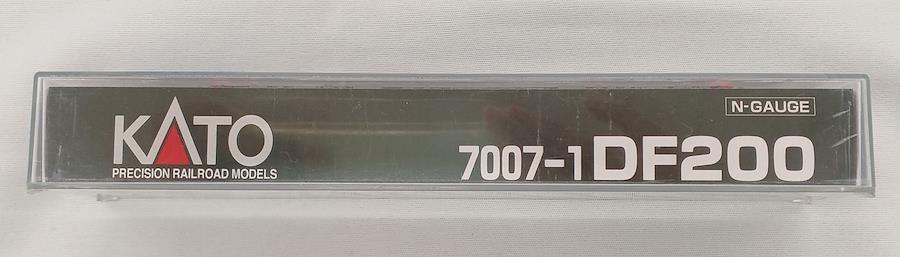 KATO
PRECISION RAILROAD MODELS
N-GAUGE
7007-1 DF200